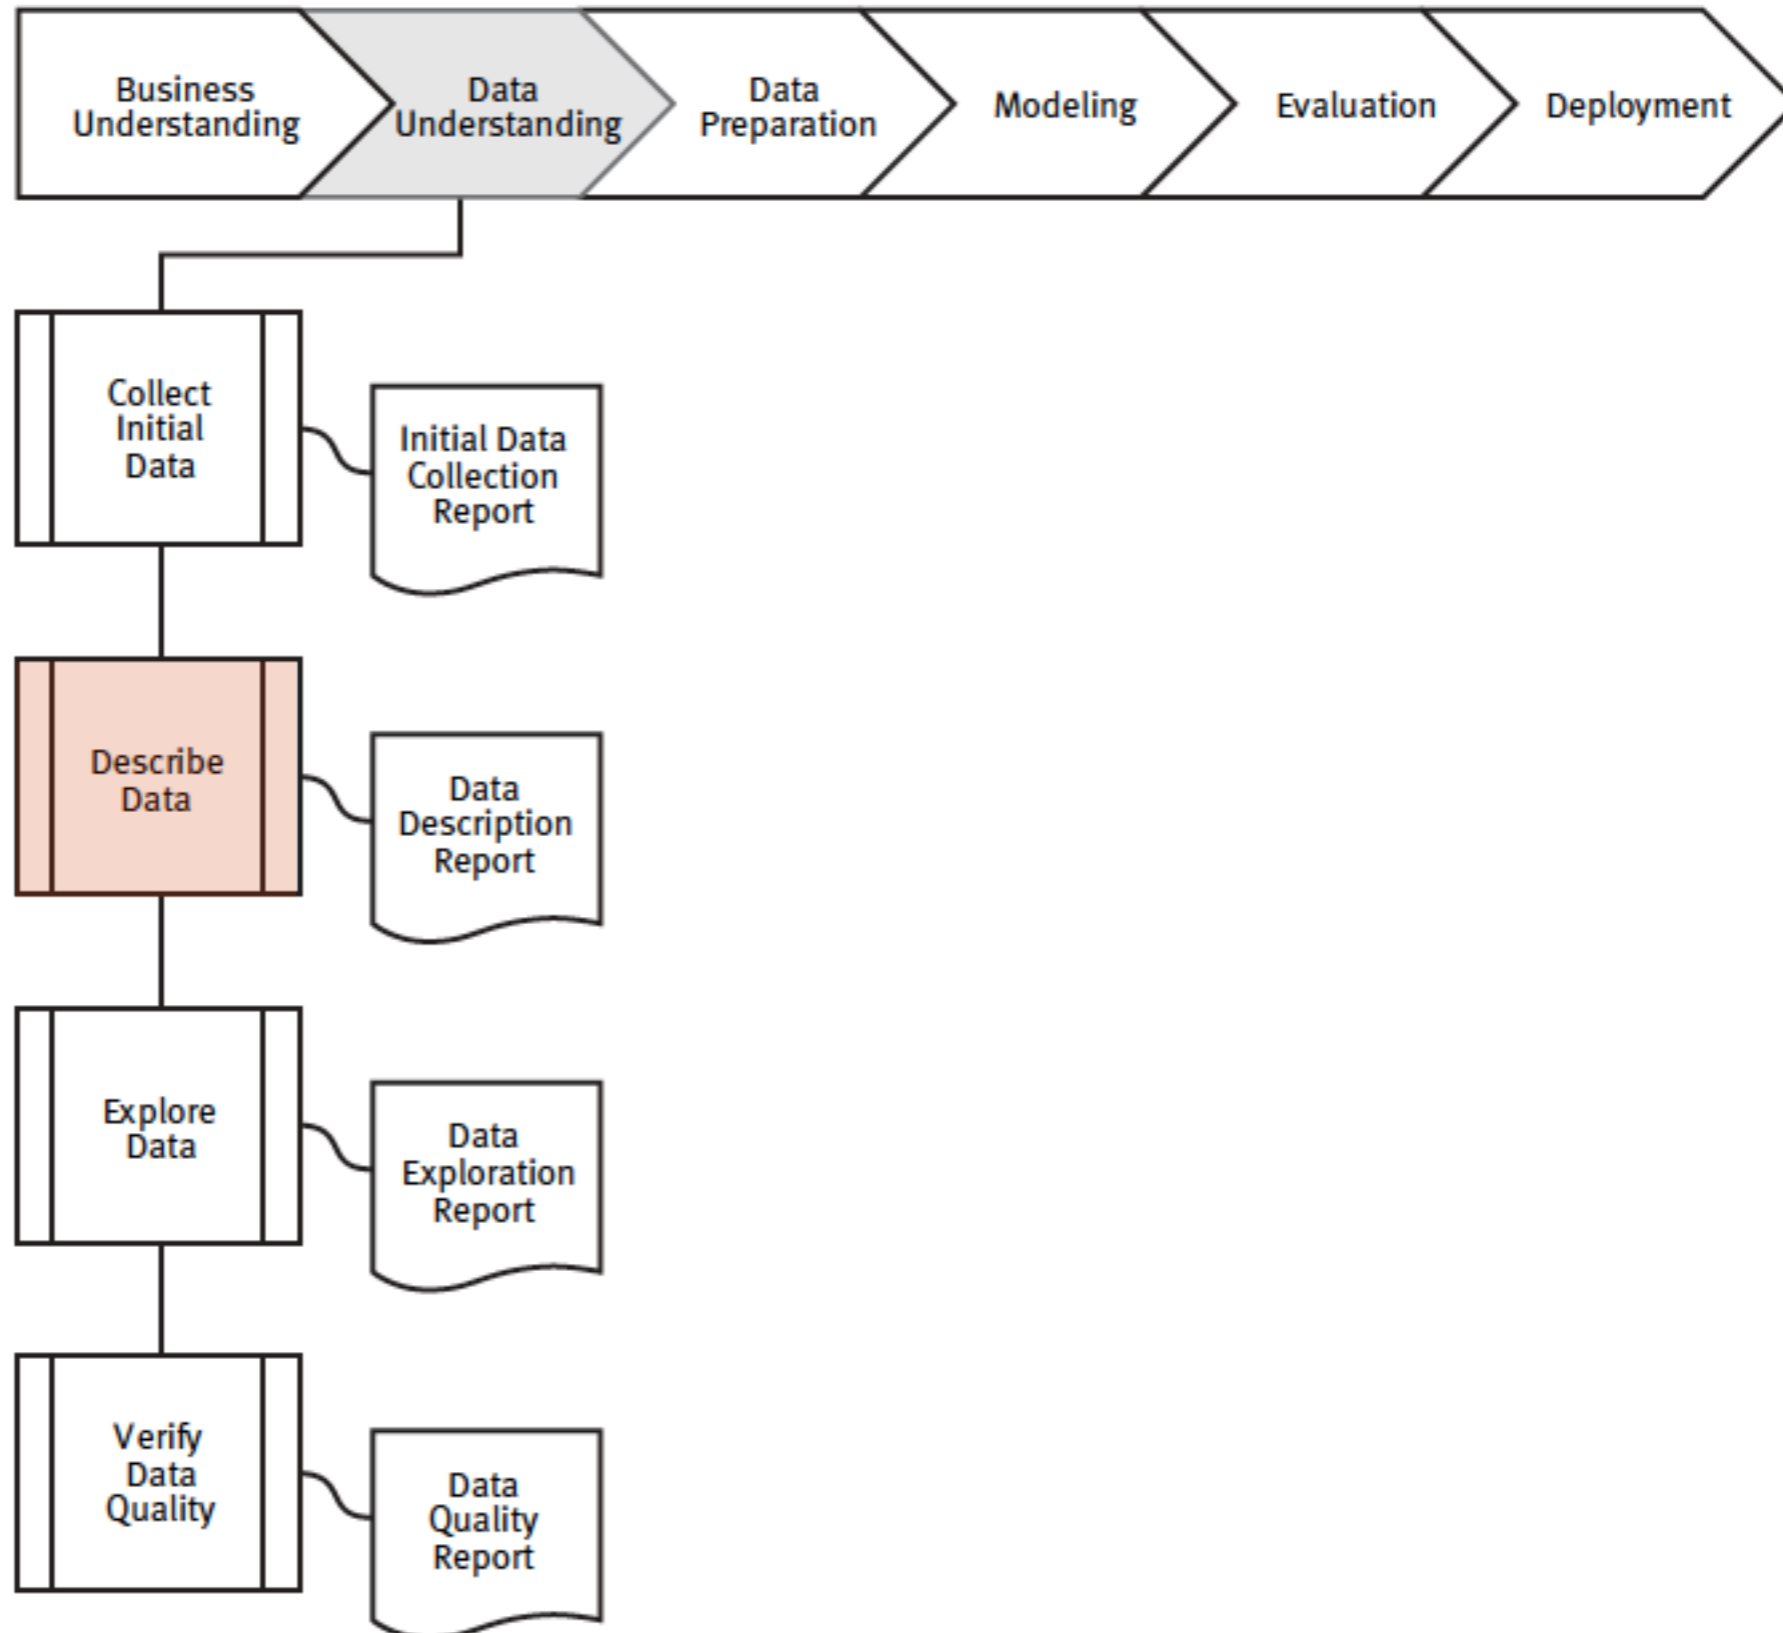 Business
Understanding
Data
Understanding
Data
Preparation
Modeling
Evaluation
Deployment
Collect
Initial
Data
Initial Data
Collection
Report
Describe
Data
Data
Description
Report
Explore
Data
Data
Exploration
Report
Verify
Data
Quality
Data
Quality
Report